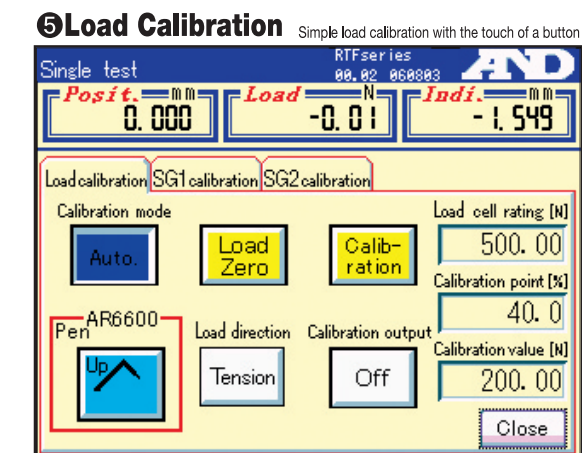 ❺Load Calibration Simple load calibration with the touch of a button
Single test RTFseries
00.02 060803 AND
Posit. mm Load N Indi. mm
0.000 -0.01 -1.549
Load calibration SG1 calibration SG2 calibration
Calibration mode Load cell rating [N]
Auto. Load Zero Calib-ration 500.00
Calibration point [%]
40.0
Pen AR6600 Load direction Calibration output
Calibration value [N]
Up Tension Off 200.00
Close